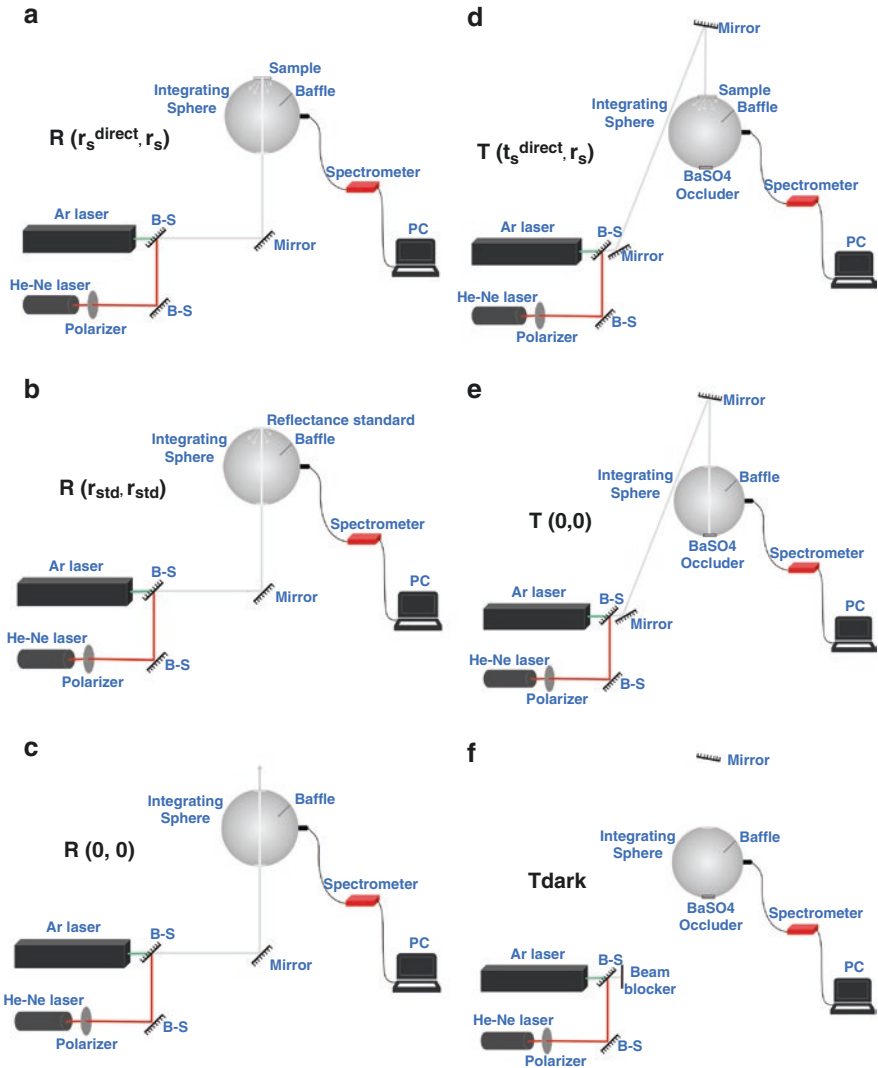 a
Sample
Integrating
Sphere
Baffle
R (rsdirect, rs)
Spectrometer
Ar laser
B-S
Mirror
PC
He-Ne laser
Polarizer
B-S
b
Reflectance standard
Integrating
Sphere
Baffle
R (rstd, rstd)
Spectrometer
Ar laser
B-S
Mirror
PC
He-Ne laser
Polarizer
B-S
c
Integrating
Sphere
Baffle
R (0, 0)
Spectrometer
Ar laser
B-S
Mirror
PC
He-Ne laser
Polarizer
B-S
d
Mirror
Integrating
Sphere
Sample
Baffle
T (tsdirect, rs)
BaSO4
Occluder
Spectrometer
Ar laser
B-S
Mirror
PC
He-Ne laser
Polarizer
B-S
e
Mirror
Integrating
Sphere
Baffle
T (0,0)
BaSO4
Occluder
Spectrometer
Ar laser
B-S
Mirror
PC
He-Ne laser
Polarizer
B-S
f
Mirror
Integrating
Sphere
Baffle
Tdark
BaSO4
Occluder
Spectrometer
Ar laser
B-S
Beam
blocker
PC
He-Ne laser
Polarizer
B-S